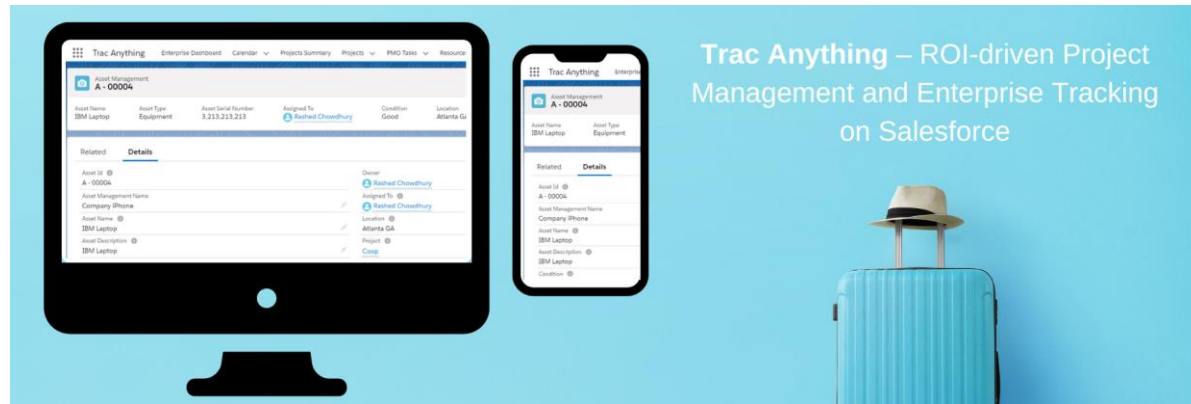 Trac Anything Enterprise Dashboard Calendar Projects Summary Projects PMO Tasks Resource
Asset Management
A - 00004
Asset Name Asset Type Asset Serial Number Assigned To Condition Location
IBM Laptop Equipment 3,213,213,213 Rashed Chowdhury Good Atlanta GA
Related Details
Asset Id Owner
A - 00004 Rashed Chowdhury
Asset Management Name Assigned To
Company iPhone Rashed Chowdhury
Asset Name Location
IBM Laptop Atlanta GA
Asset Description Project
IBM Laptop Coop
Trac Anything Enterprise
Asset Management
A - 00004
Asset Name Asset Type
IBM Laptop Equipment
Related Details
Asset Id
A - 00004
Asset Management Name
Company iPhone
Asset Name
IBM Laptop
Asset Description
IBM Laptop
Condition
Trac Anything – ROI-driven Project
Management and Enterprise Tracking
on Salesforce